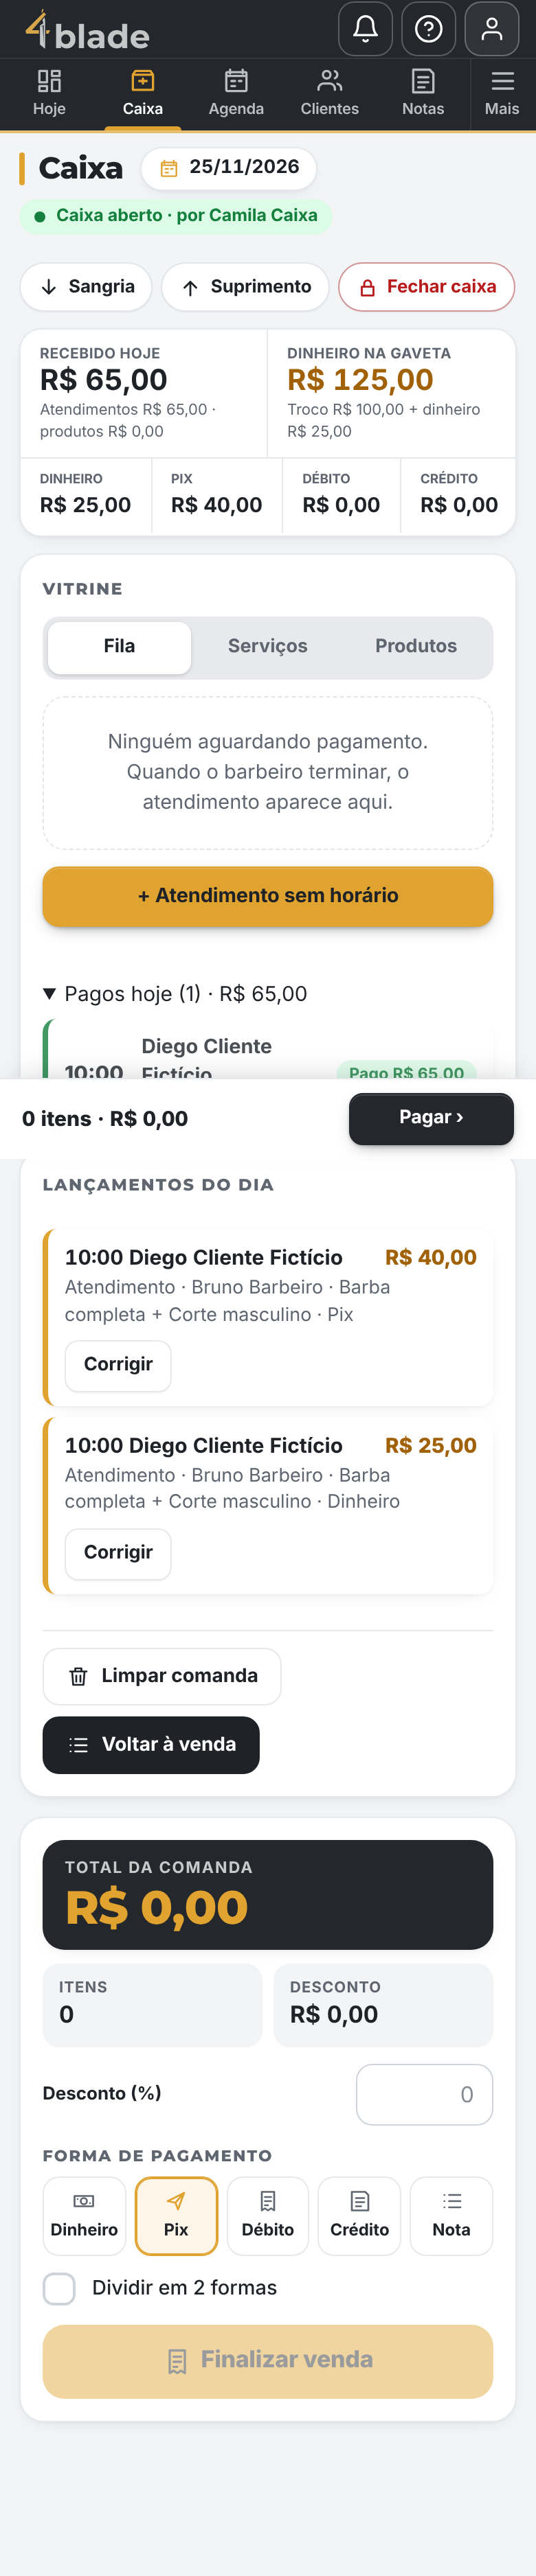 4blade
Hoje
Caixa
Agenda
Clientes
Notas
Mais
Caixa
25/11/2026
Caixa aberto · por Camila Caixa
Sangria
Suprimento
Fechar caixa
RECEBIDO HOJE
R$ 65,00
Atendimentos R$ 65,00 ·
produtos R$ 0,00
DINHEIRO NA GAVETA
R$ 125,00
Troco R$ 100,00 + dinheiro
R$ 25,00
DINHEIRO
R$ 25,00
PIX
R$ 40,00
DÉBITO
R$ 0,00
CRÉDITO
R$ 0,00
VITRINE
Fila
Serviços
Produtos
Ninguém aguardando pagamento.
Quando o barbeiro terminar, o
atendimento aparece aqui.
+ Atendimento sem horário
▼ Pagos hoje (1) · R$ 65,00
Diego Cliente
10:00 Fictício
Pago R$ 65,00
0 itens · R$ 0,00
Pagar ›
LANÇAMENTOS DO DIA
10:00 Diego Cliente Fictício R$ 40,00
Atendimento · Bruno Barbeiro · Barba
completa + Corte masculino · Pix
Corrigir
10:00 Diego Cliente Fictício R$ 25,00
Atendimento · Bruno Barbeiro · Barba
completa + Corte masculino · Dinheiro
Corrigir
Limpar comanda
Voltar à venda
TOTAL DA COMANDA
R$ 0,00
ITENS
0
DESCONTO
R$ 0,00
Desconto (%) 0
FORMA DE PAGAMENTO
Dinheiro
Pix
Débito
Crédito
Nota
Dividir em 2 formas
Finalizar venda